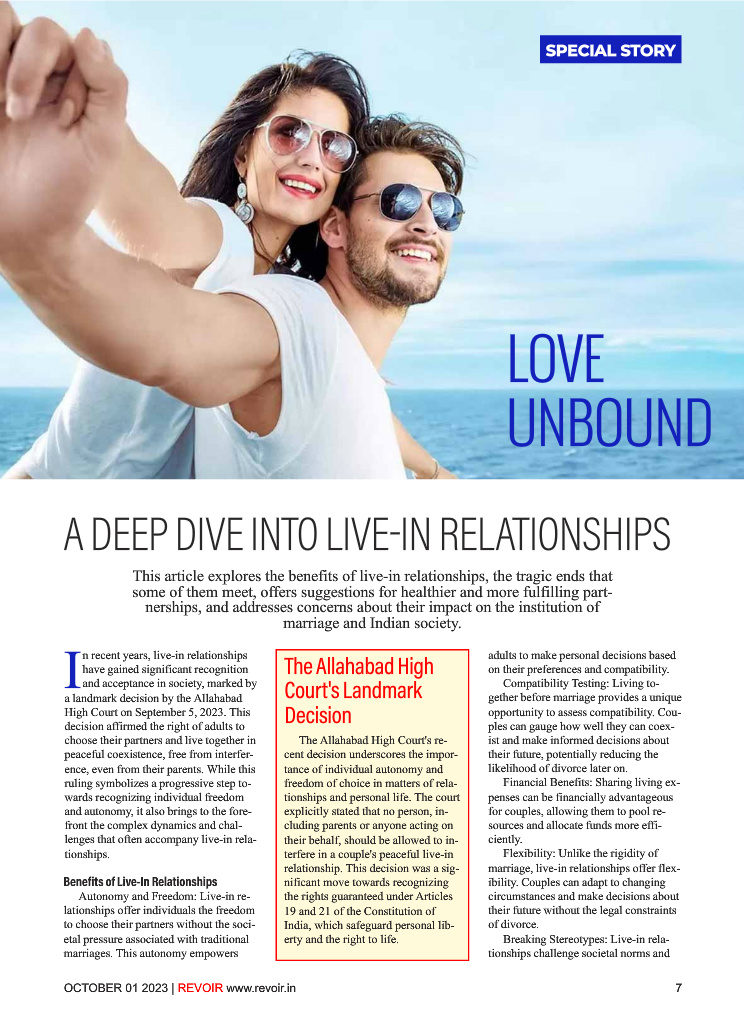 SPECIAL STORY
LOVE
UNBOUND
A DEEP DIVE INTO LIVE-IN RELATIONSHIPS
This article explores the benefits of live-in relationships, the tragic ends that
some of them meet, offers suggestions for healthier and more fulfilling part-
nerships, and addresses concerns about their impact on the institution of
marriage and Indian society.
In recent years, live-in relationships
have gained significant recognition
and acceptance in society, marked by
a landmark decision by the Allahabad
High Court on September 5, 2023. This
decision affirmed the right of adults to
choose their partners and live together in
peaceful coexistence, free from interfer-
ence, even from their parents. While this
ruling symbolizes a progressive step to-
wards recognizing individual freedom
and autonomy, it also brings to the fore-
front the complex dynamics and chal-
lenges that often accompany live-in rela-
tionships.
Benefits of Live-In Relationships
Autonomy and Freedom: Live-in re-
lationships offer individuals the freedom
to choose their partners without the soci-
etal pressure associated with traditional
marriages. This autonomy empowers
The Allahabad High
Court's Landmark
Decision
The Allahabad High Court's re-
cent decision underscores the impor-
tance of individual autonomy and
freedom of choice in matters of rela-
tionships and personal life. The court
explicitly stated that no person, in-
cluding parents or anyone acting on
their behalf, should be allowed to in-
terfere in a couple's peaceful live-in
relationship. This decision was a sig-
nificant move towards recognizing
the rights guaranteed under Articles
19 and 21 of the Constitution of
India, which safeguard personal lib-
erty and the right to life.
adults to make personal decisions based
on their preferences and compatibility.
Compatibility Testing: Living to-
gether before marriage provides a unique
opportunity to assess compatibility. Cou-
ples can gauge how well they can coex-
ist and make informed decisions about
their future, potentially reducing the
likelihood of divorce later on.
Financial Benefits: Sharing living ex-
penses can be financially advantageous
for couples, allowing them to pool re-
sources and allocate funds more effi-
ciently.
Flexibility: Unlike the rigidity of
marriage, live-in relationships offer flex-
ibility. Couples can adapt to changing
circumstances and make decisions about
their future without the legal constraints
of divorce.
Breaking Stereotypes: Live-in rela-
tionships challenge societal norms and
OCTOBER 01 2023 | REVOIR www.revoir.in
7